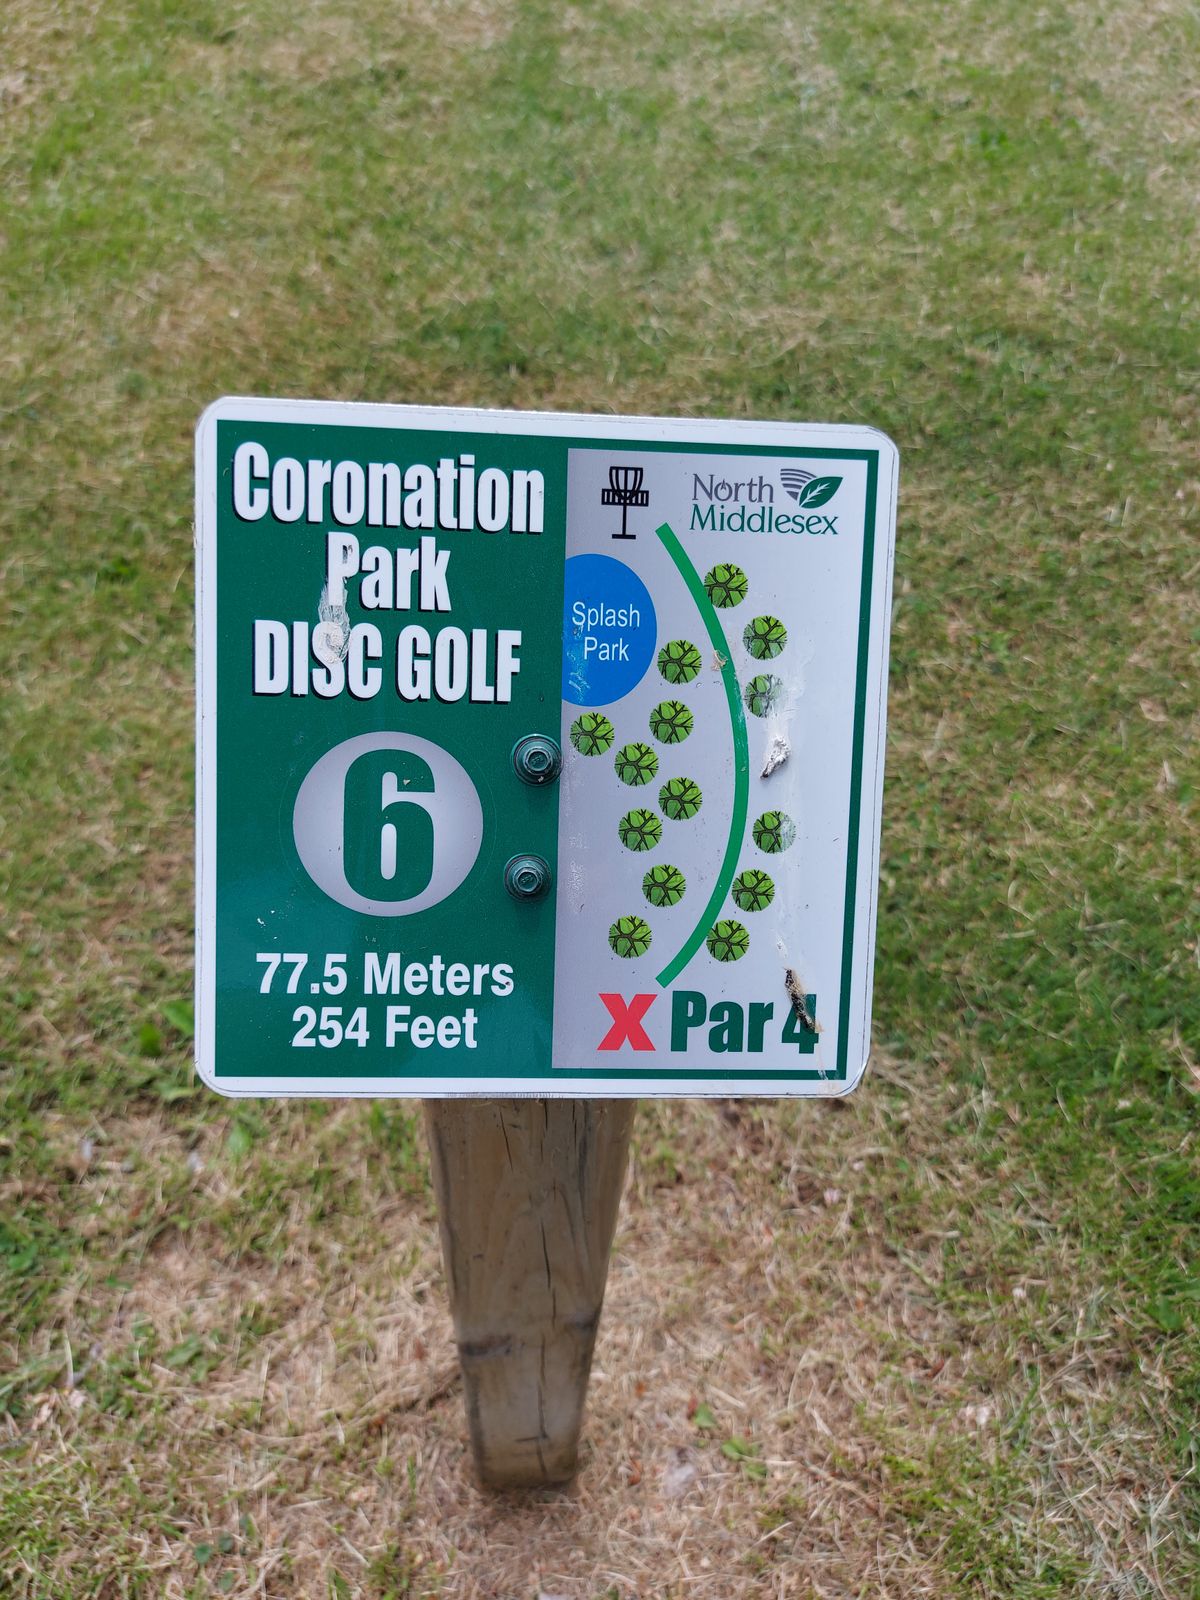 Coronation
Park
DISC GOLF
6
77.5 Meters
254 Feet
North
Middlesex
Splash
Park
X Par 4